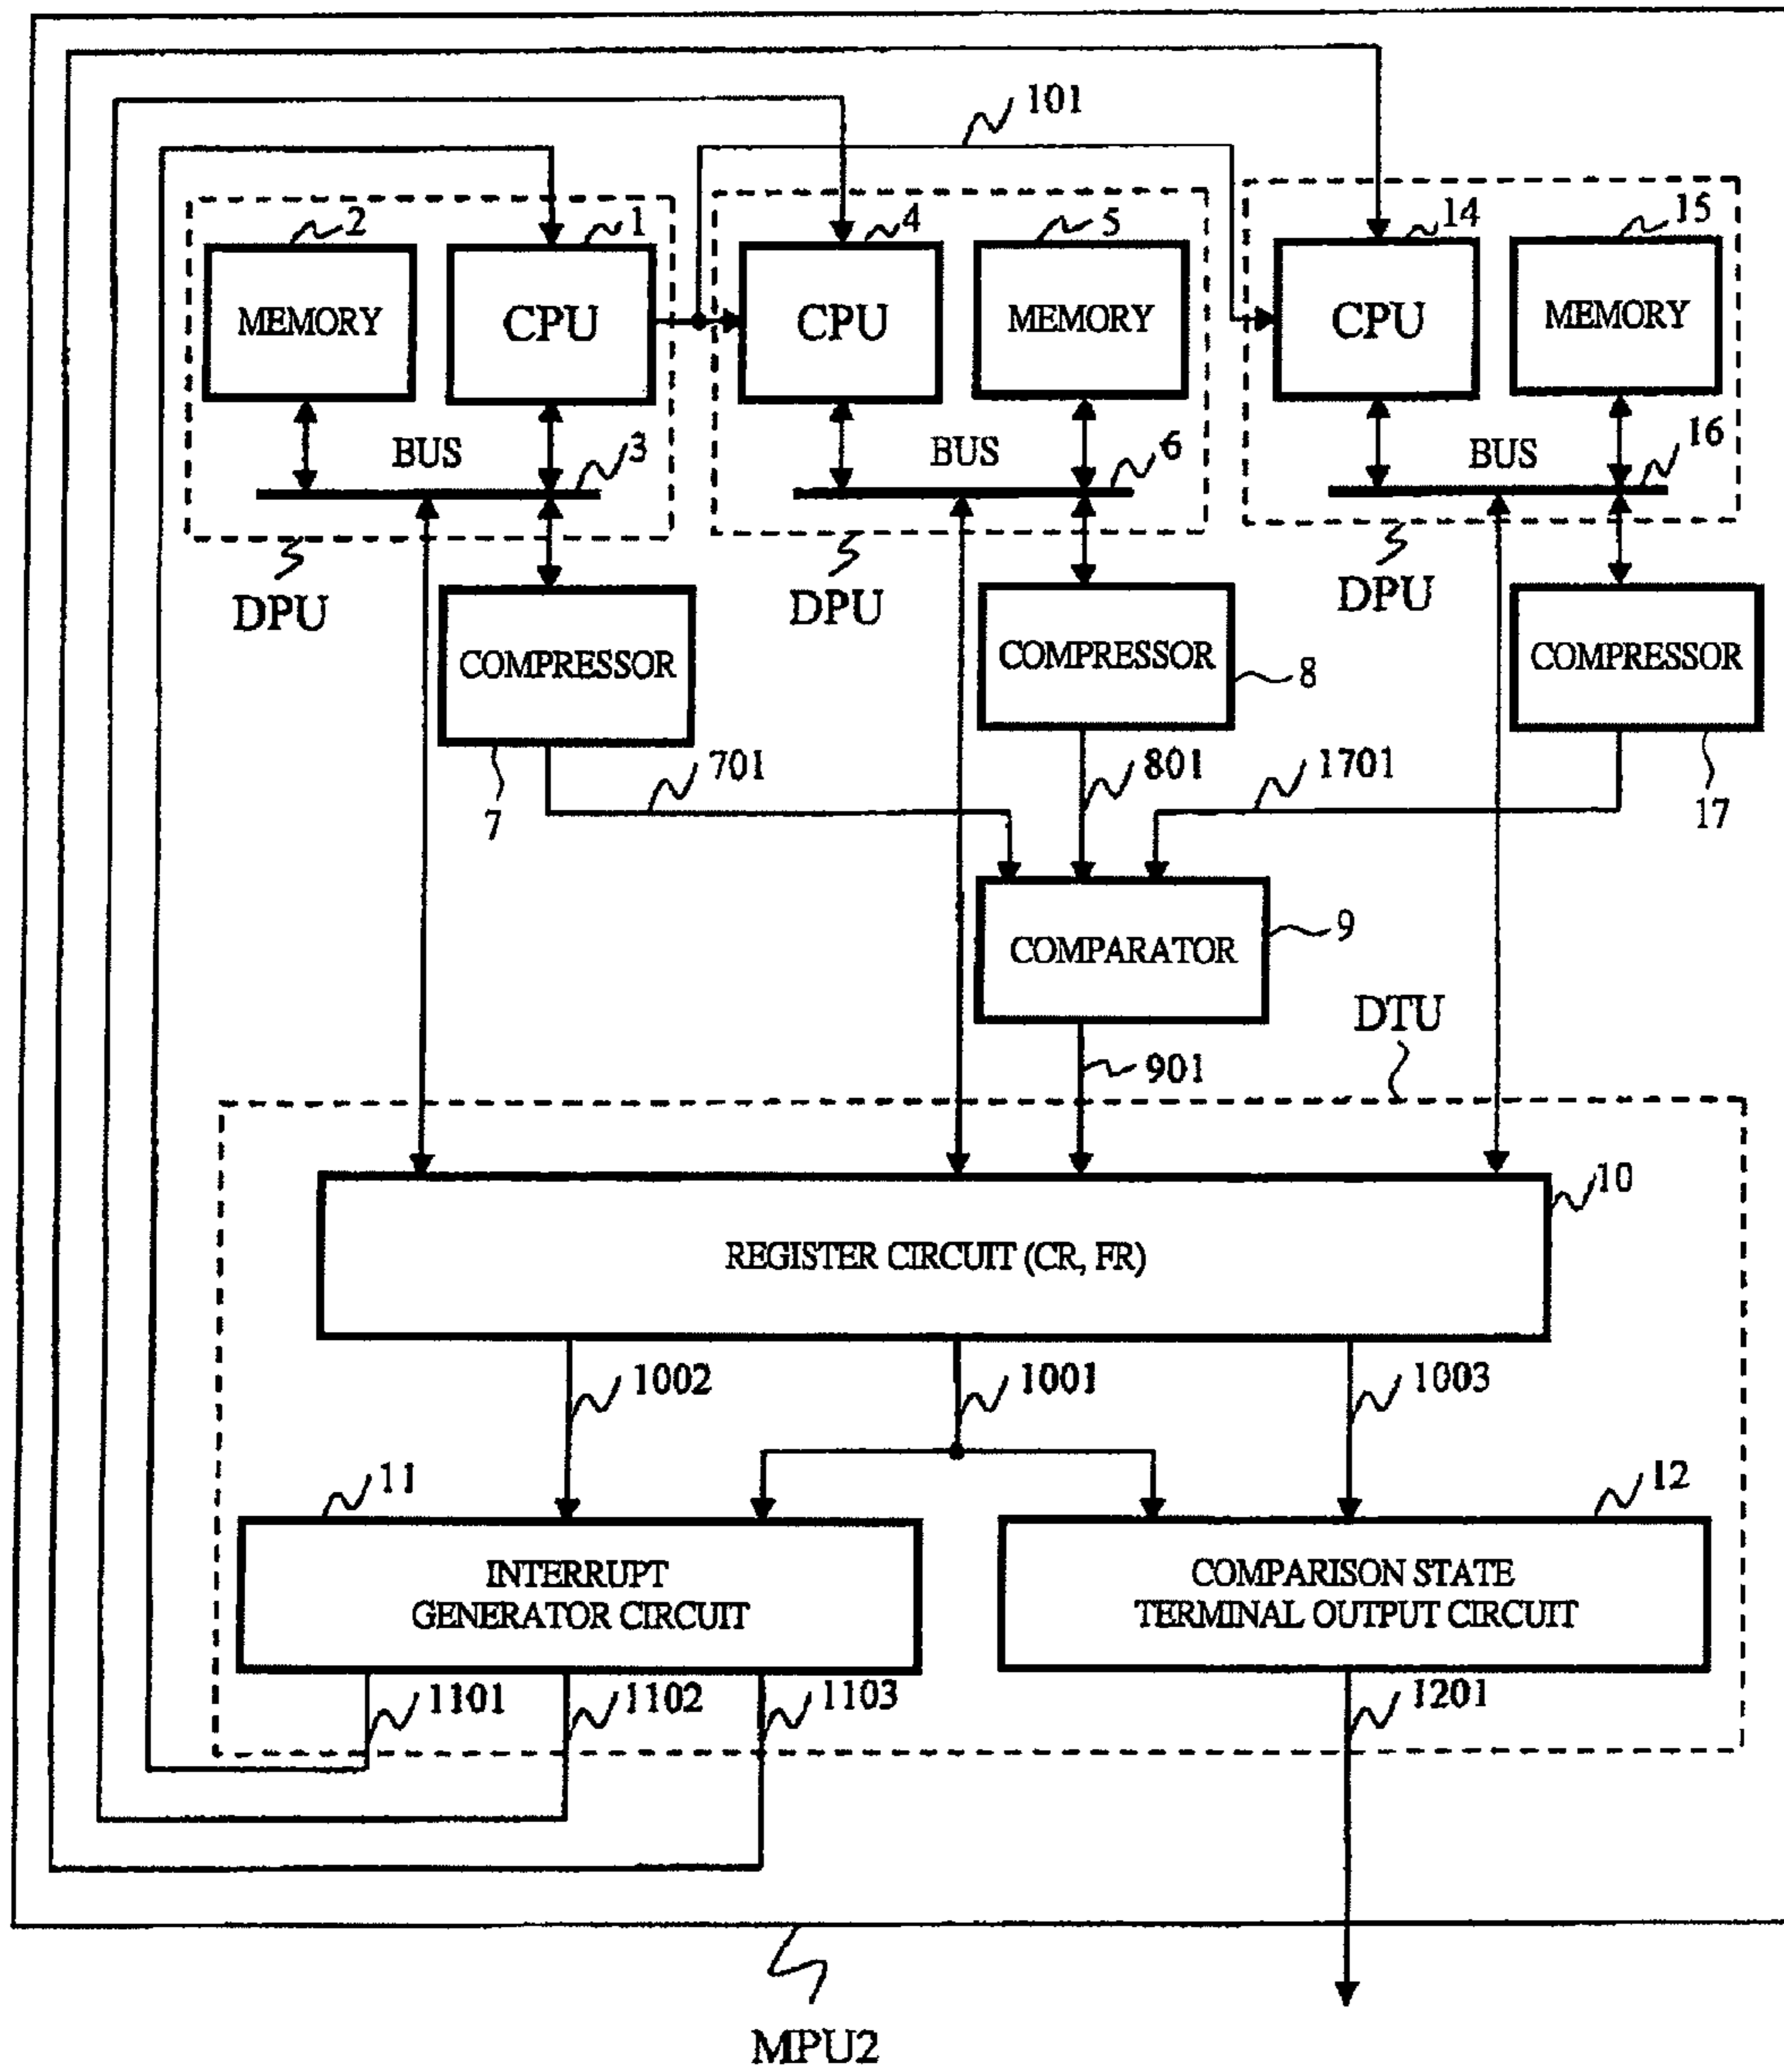 101
2
1
4
5
14
15
MEMORY
CPU
CPU
MEMORY
CPU
MEMORY
BUS
3
BUS
6
BUS
16
DPU
DPU
DPU
COMPRESSOR
COMPRESSOR
8
COMPRESSOR
7
701
801
1701
17
COMPARATOR
9
DTU
901
10
REGISTER CIRCUIT (CR, FR)
1002
1001
1003
11
12
INTERRUPT
GENERATOR CIRCUIT
COMPARISON STATE
TERMINAL OUTPUT CIRCUIT
1101
1102
1103
1201
MPU2